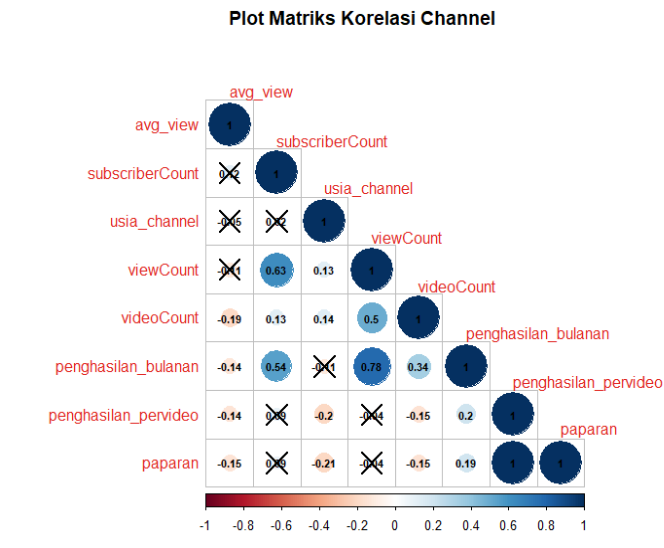 Plot Matriks Korelasi Channel
avg_view
avg_view 1
subscriberCount
subscriberCount 1
usia_channel
usia_channel 1
viewCount
viewCount 0.63 0.13 1
videoCount
videoCount -0.19 0.13 0.14 0.5 1
penghasilan_bulanan
penghasilan_bulanan -0.14 0.54 0.78 0.34 1
penghasilan_pervideo
penghasilan_pervideo -0.14 -0.2 -0.15 0.2 1
paparan
paparan -0.15 -0.21 -0.15 0.19 1 1
-1 -0.8 -0.6 -0.4 -0.2 0 0.2 0.4 0.6 0.8 1